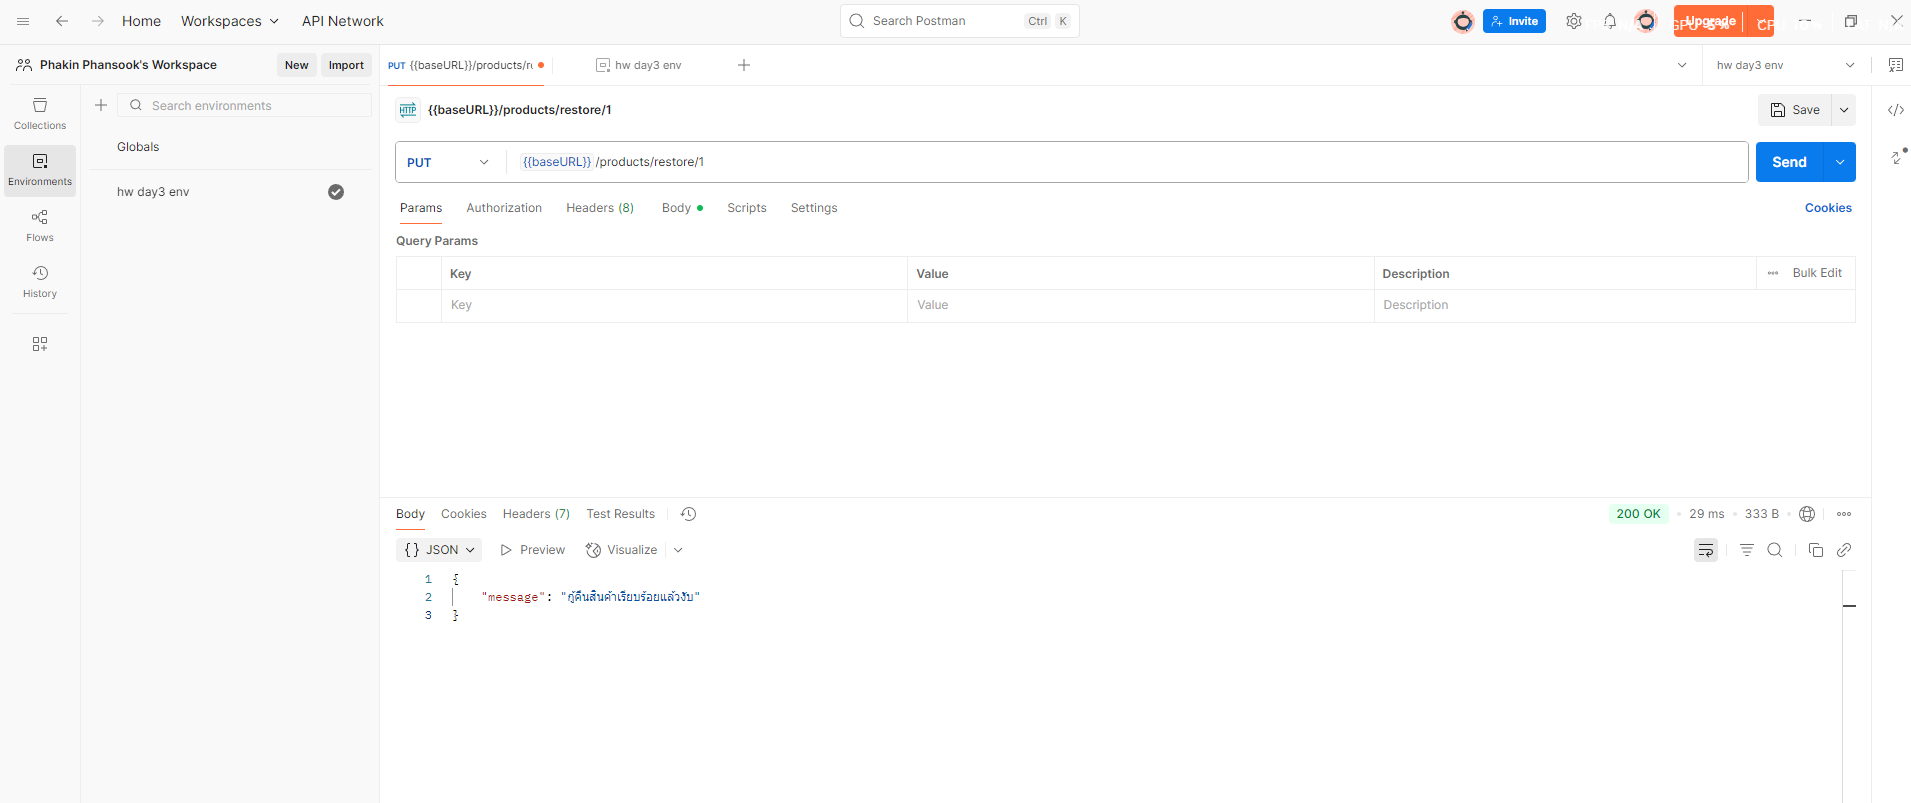 Home Workspaces API Network Search Postman Ctrl K Invite Upgrade
Phakin Phansook's Workspace New Import PUT {{baseURL}}/products/r hw day3 env hw day3 env
Collections
Environments
Flows
History
Search environments
Globals
hw day3 env
HTTP {{baseURL}}/products/restore/1 Save
PUT {{baseURL}} /products/restore/1 Send
Params Authorization Headers (8) Body Scripts Settings Cookies
Query Params
Key Value Description Bulk Edit
Key Value Description
Body Cookies Headers (7) Test Results 200 OK 29 ms 333 B
{} JSON Preview Visualize
1 {
2 "message": "กู้คืนสินค้าเรียบร้อยแล้วงับ"
3 }